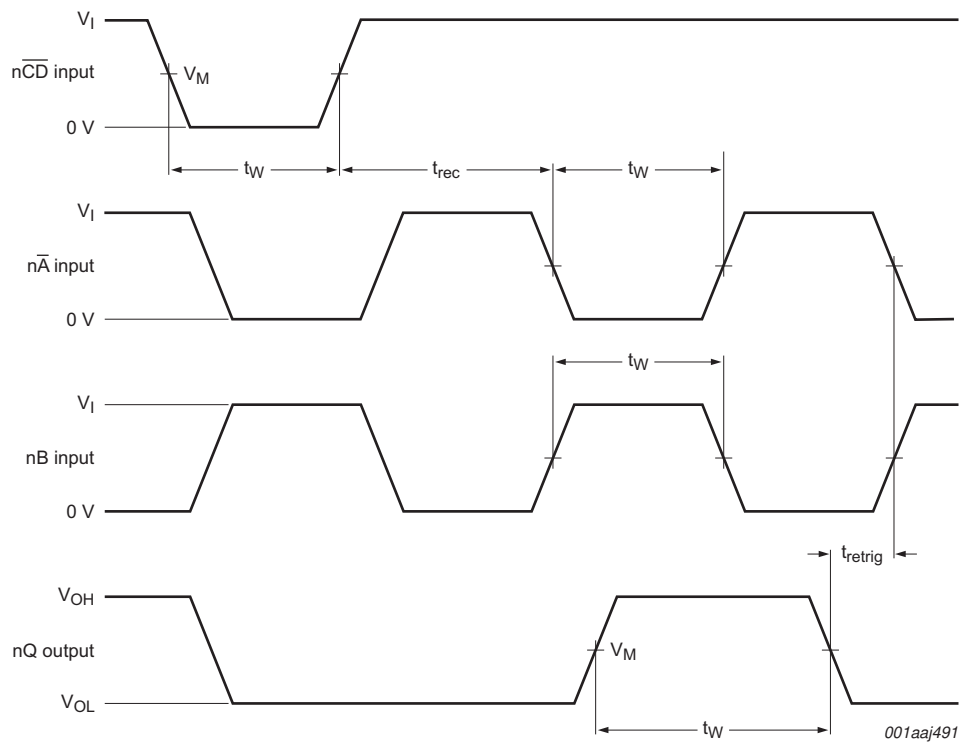 V_I
nC̅D̅ input
V_M
0 V
t_W
t_rec
t_W
V_I
nA̅ input
0 V
t_W
V_I
nB input
0 V
t_retrig
V_OH
nQ output
V_M
V_OL
t_W
001aaj491